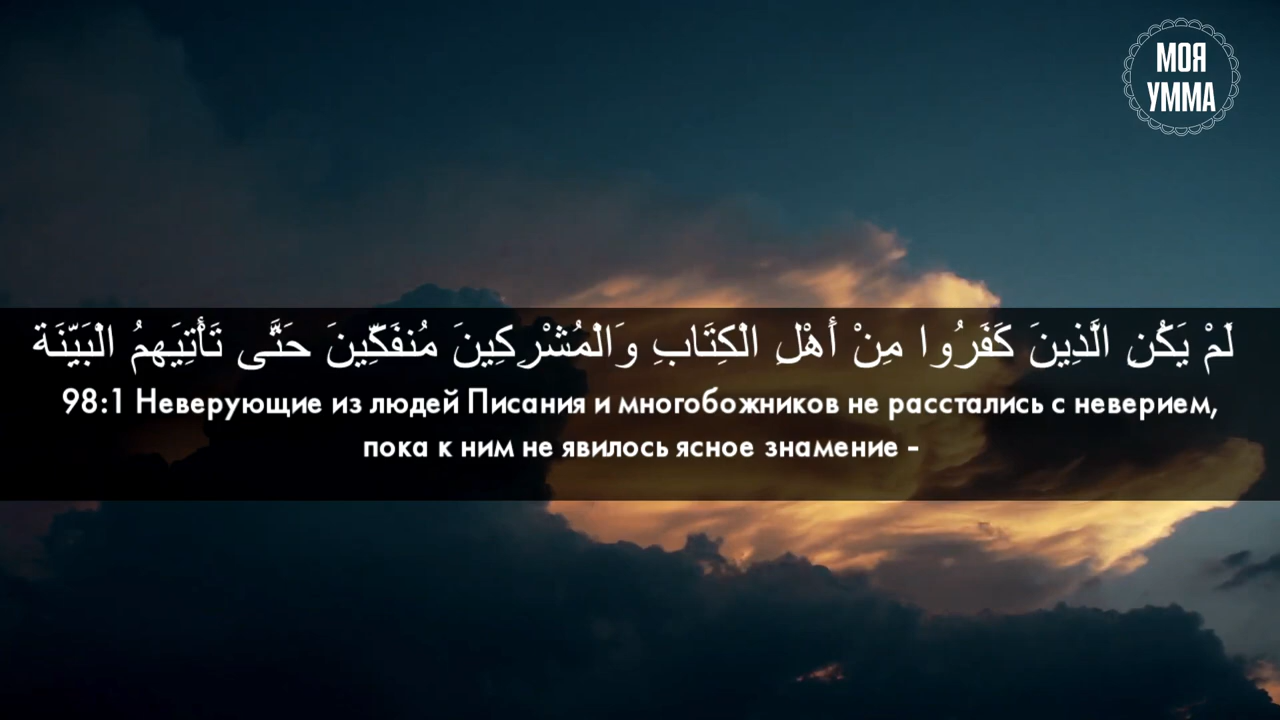 МОЯ
УММА
لَمْ يَكُنِ الَّذِينَ كَفَرُوا مِنْ أَهْلِ الْكِتَابِ وَالْمُشْرِكِينَ مُنفَكِّينَ حَتَّى تَأْتِيَهمُ الْبَيِّنَة
98:1 Неверующие из людей Писания и многобожников не расстались с неверием,
пока к ним не явилось ясное знамение -